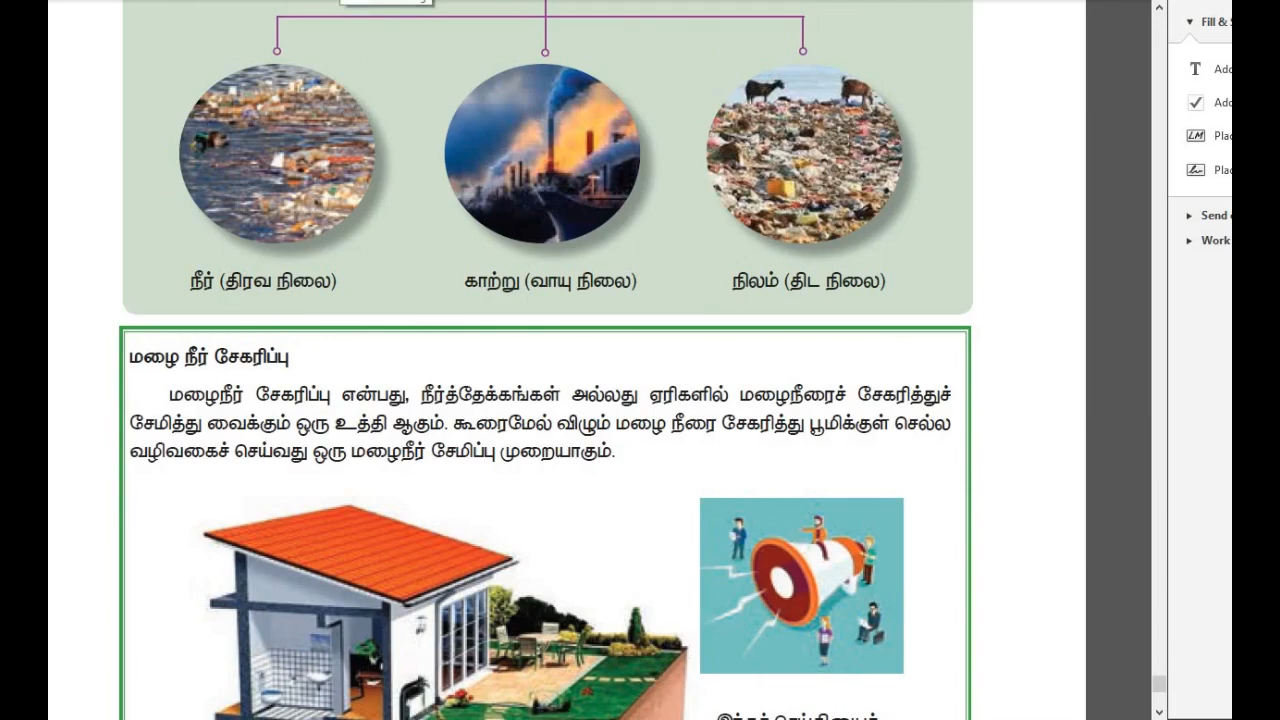 நீர் (திரவ நிலை)
காற்று (வாயு நிலை)
நிலம் (திட நிலை)
மழை நீர் சேகரிப்பு
மழைநீர் சேகரிப்பு என்பது, நீர்த்தேக்கங்கள் அல்லது ஏரிகளில் மழைநீரைச் சேகரித்துச்
சேமித்து வைக்கும் ஒரு உத்தி ஆகும். கூரைமேல் விழும் மழை நீரை சேகரித்து பூமிக்குள் செல்ல
வழிவகைச் செய்வது ஒரு மழைநீர் சேமிப்பு முறையாகும்.
Fill &
Send
Work